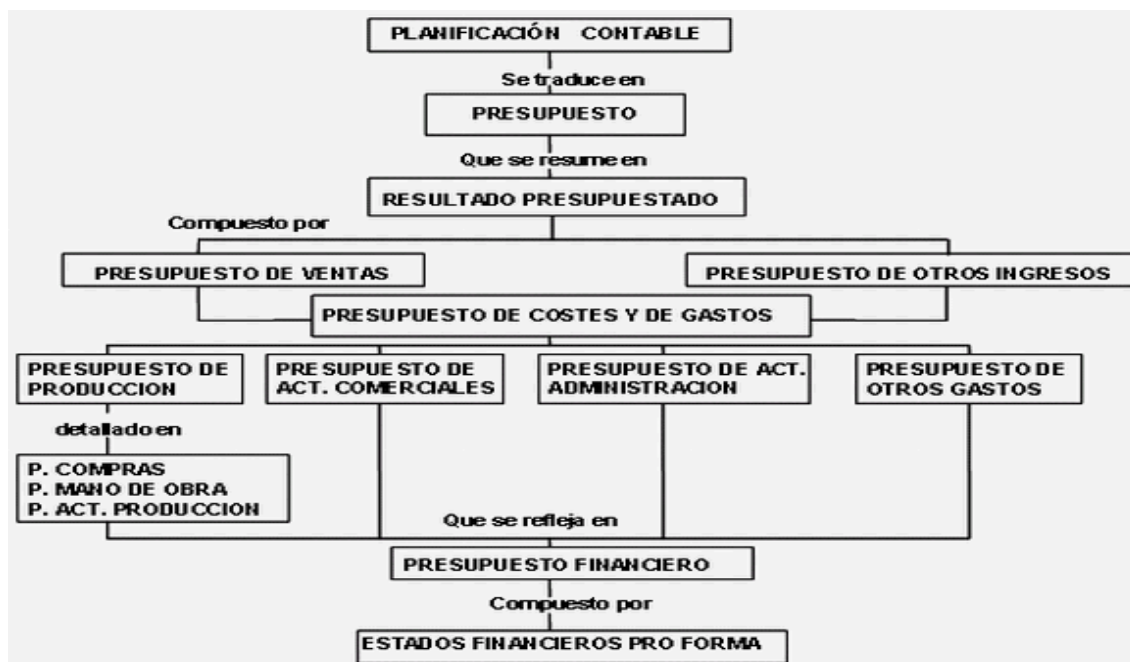 PLANIFICACIÓN CONTABLE
Se traduce en
PRESUPUESTO
Que se resume en
RESULTADO PRESUPUESTADO
Compuesto por
PRESUPUESTO DE VENTAS
PRESUPUESTO DE OTROS INGRESOS
PRESUPUESTO DE COSTES Y DE GASTOS
PRESUPUESTO DE
PRODUCCION
PRESUPUESTO DE
ACT. COMERCIALES
PRESUPUESTO DE ACT.
ADMINISTRACION
PRESUPUESTO DE
OTROS GASTOS
detallado en
P. COMPRAS
P. MANO DE OBRA
P. ACT. PRODUCCION
Que se refleja en
PRESUPUESTO FINANCIERO
Compuesto por
ESTADOS FINANCIEROS PRO FORMA